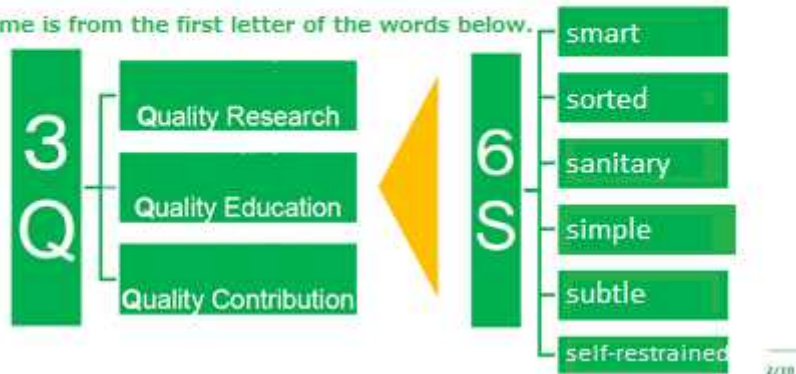 me is from the first letter of the words below.
3
Q
Quality Research
Quality Education
Quality Contribution
6
S
smart
sorted
sanitary
simple
subtle
self-restrained